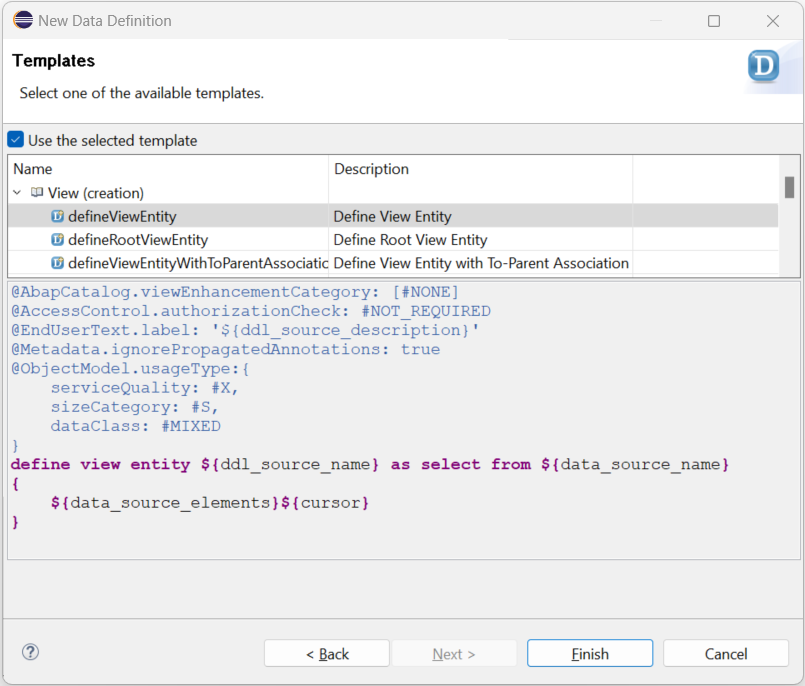 New Data Definition
Templates
Select one of the available templates.
Use the selected template
Name Description
View (creation)
defineViewEntity Define View Entity
defineRootViewEntity Define Root View Entity
defineViewEntityWithToParentAssociatic Define View Entity with To-Parent Association
@AbapCatalog.viewEnhancementCategory: [#NONE]
@AccessControl.authorizationCheck: #NOT_REQUIRED
@EndUserText.label: '${ddl_source_description}'
@Metadata.ignorePropagatedAnnotations: true
@ObjectModel.usageType:{
    serviceQuality: #X,
    sizeCategory: #S,
    dataClass: #MIXED
}
define view entity ${ddl_source_name} as select from ${data_source_name}
{
    ${data_source_elements}${cursor}
}
< Back Next > Finish Cancel